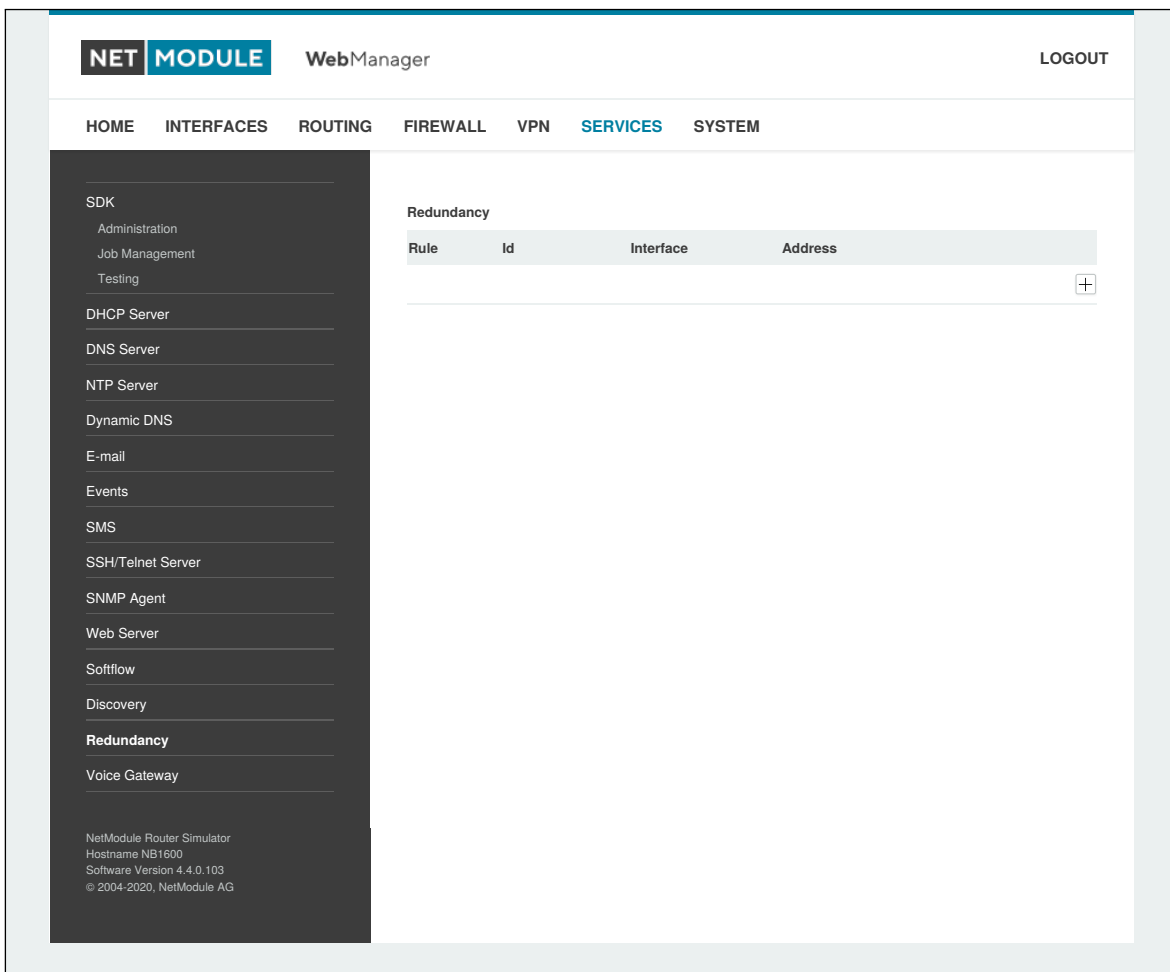 NET MODULE WebManager LOGOUT
HOME INTERFACES ROUTING FIREWALL VPN SERVICES SYSTEM
SDK
Administration
Job Management
Testing
DHCP Server
DNS Server
NTP Server
Dynamic DNS
E-mail
Events
SMS
SSH/Telnet Server
SNMP Agent
Web Server
Softflow
Discovery
Redundancy
Voice Gateway
NetModule Router Simulator
Hostname NB1600
Software Version 4.4.0.103
© 2004-2020, NetModule AG
Redundancy
Rule Id Interface Address